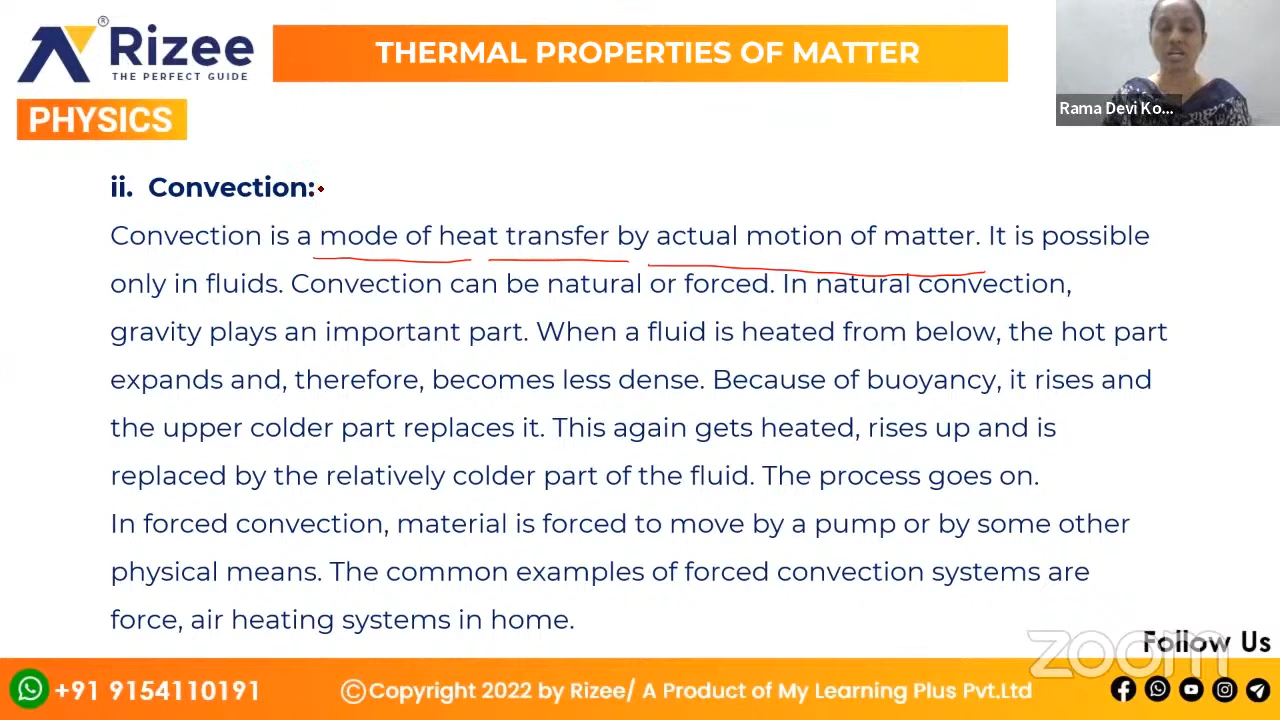 Rizee®
THE PERFECT GUIDE
THERMAL PROPERTIES OF MATTER
Rama Devi Ko...
PHYSICS
ii. Convection:
Convection is a mode of heat transfer by actual motion of matter. It is possible
only in fluids. Convection can be natural or forced. In natural convection,
gravity plays an important part. When a fluid is heated from below, the hot part
expands and, therefore, becomes less dense. Because of buoyancy, it rises and
the upper colder part replaces it. This again gets heated, rises up and is
replaced by the relatively colder part of the fluid. The process goes on.
In forced convection, material is forced to move by a pump or by some other
physical means. The common examples of forced convection systems are
force, air heating systems in home.
zoom
Follow Us
+91 9154110191
©Copyright 2022 by Rizee/ A Product of My Learning Plus Pvt.Ltd